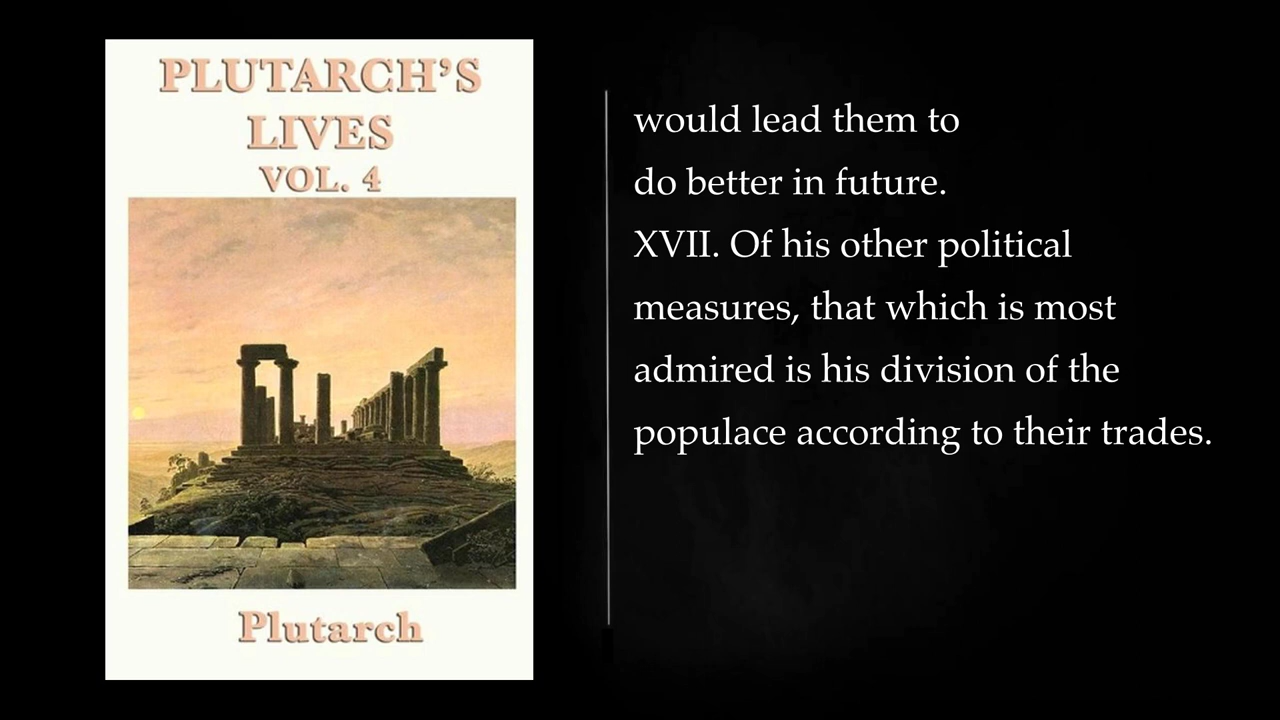 PLUTARCH'S
LIVES
VOL. 4
Plutarch
would lead them to
do better in future.
XVII. Of his other political
measures, that which is most
admired is his division of the
populace according to their trades.